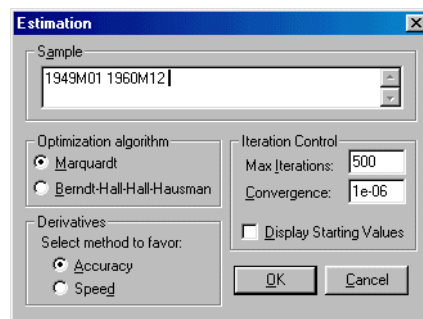 Estimation
Sample
1949M01 1960M12
Optimization algorithm
Marquardt
Berndt-Hall-Hall-Hausman
Derivatives
Select method to favor:
Accuracy
Speed
Iteration Control
Max Iterations: 500
Convergence: 1e-06
Display Starting Values
OK Cancel